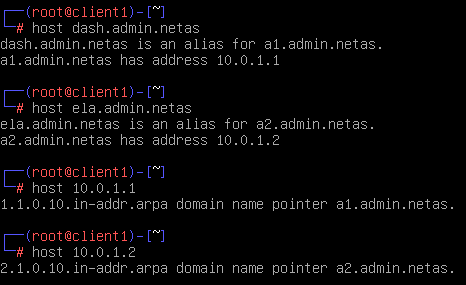 ┌──(root@client1)-[~]
└─# host dash.admin.netas
dash.admin.netas is an alias for a1.admin.netas.
a1.admin.netas has address 10.0.1.1
┌──(root@client1)-[~]
└─# host ela.admin.netas
ela.admin.netas is an alias for a2.admin.netas.
a2.admin.netas has address 10.0.1.2
┌──(root@client1)-[~]
└─# host 10.0.1.1
1.1.0.10.in-addr.arpa domain name pointer a1.admin.netas.
┌──(root@client1)-[~]
└─# host 10.0.1.2
2.1.0.10.in-addr.arpa domain name pointer a2.admin.netas.